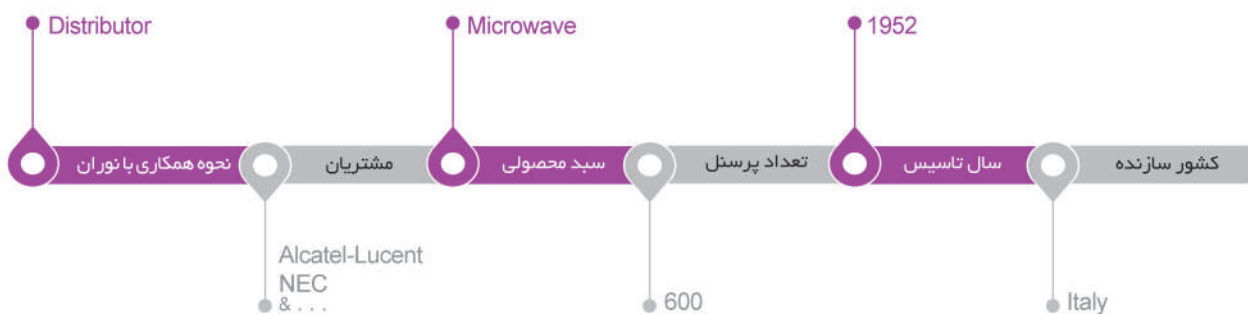 Distributor
Microwave
1952
کشور سازنده
سال تاسیس
تعداد پرسنل
سبد محصولی
مشتریان
نحوه همکاری با نوران
Alcatel-Lucent
NEC
& . . .
600
Italy